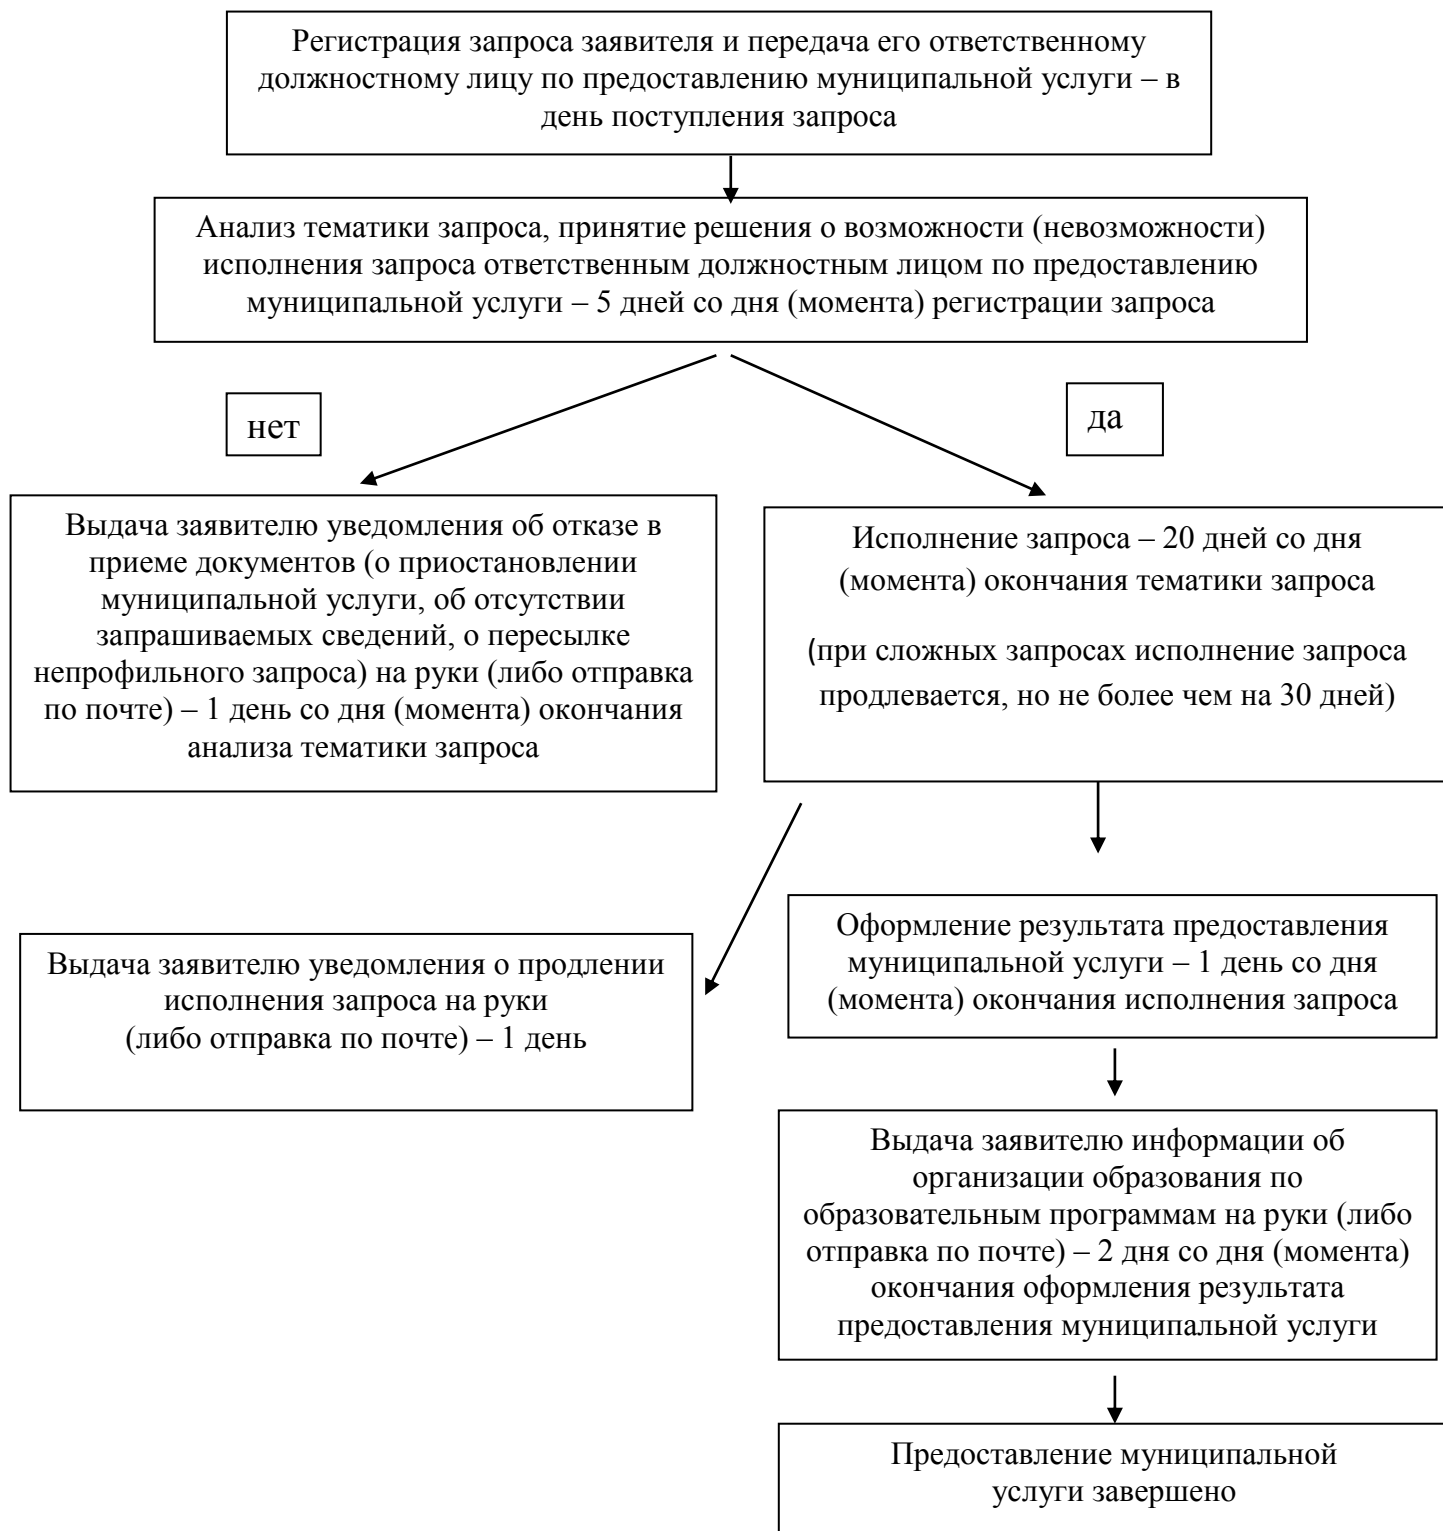 Регистрация запроса заявителя и передача его ответственному
должностному лицу по предоставлению муниципальной услуги – в
день поступления запроса
Анализ тематики запроса, принятие решения о возможности (невозможности)
исполнения запроса ответственным должностным лицом по предоставлению
муниципальной услуги – 5 дней со дня (момента) регистрации запроса
нет
да
Выдача заявителю уведомления об отказе в
приеме документов (о приостановлении
муниципальной услуги, об отсутствии
запрашиваемых сведений, о пересылке
непрофильного запроса) на руки (либо отправка
по почте) – 1 день со дня (момента) окончания
анализа тематики запроса
Исполнение запроса – 20 дней со дня
(момента) окончания тематики запроса
(при сложных запросах исполнение запроса
продлевается, но не более чем на 30 дней)
Выдача заявителю уведомления о продлении
исполнения запроса на руки
(либо отправка по почте) – 1 день
Оформление результата предоставления
муниципальной услуги – 1 день со дня
(момента) окончания исполнения запроса
Выдача заявителю информации об
организации образования по
образовательным программам на руки (либо
отправка по почте) – 2 дня со дня (момента)
окончания оформления результата
предоставления муниципальной услуги
Предоставление муниципальной
услуги завершено